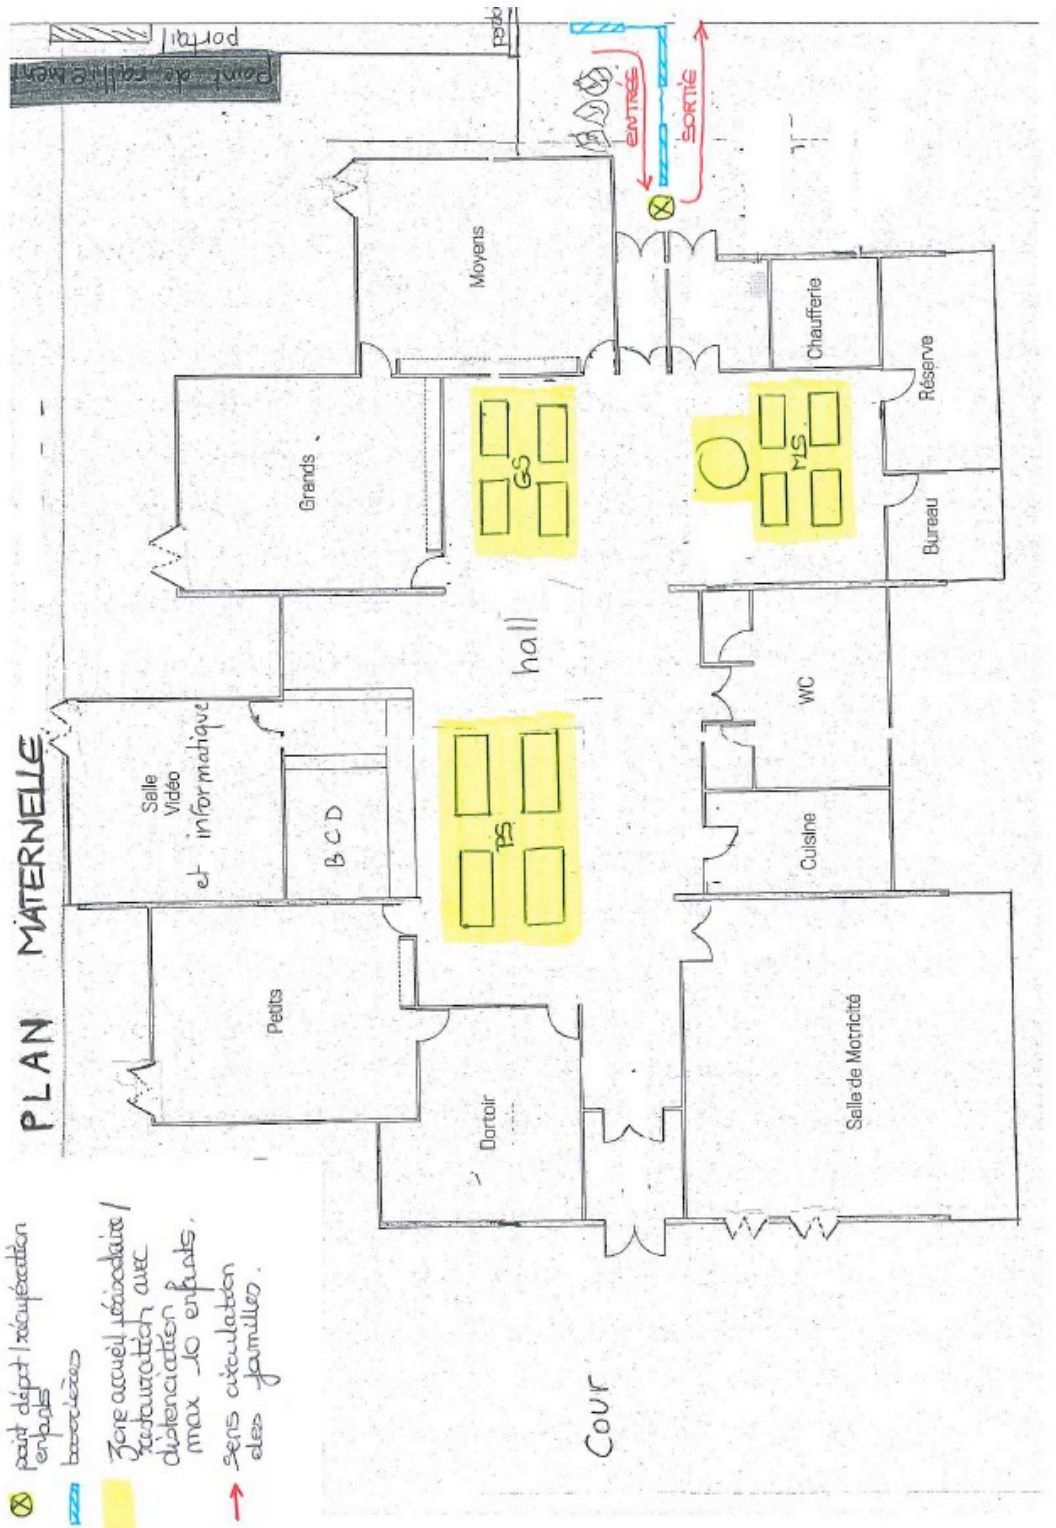 PLAN MATERNELLE
point dépot / récupération
enfants
barrières
Zone accueil périscolaire /
restauration avec
distenciation
max 10 enfants.
sens circulation
des familles.
portail
Point de ralliement
ENTRÉE
SORTIE
Moyens
Grands
Salle
Vidéo
et informatique
BCD
Petits
Dortoir
GS
MS
PS
hall
Chaufferie
Réserve
Bureau
WC
Cuisine
Salle de Motricité
Cour